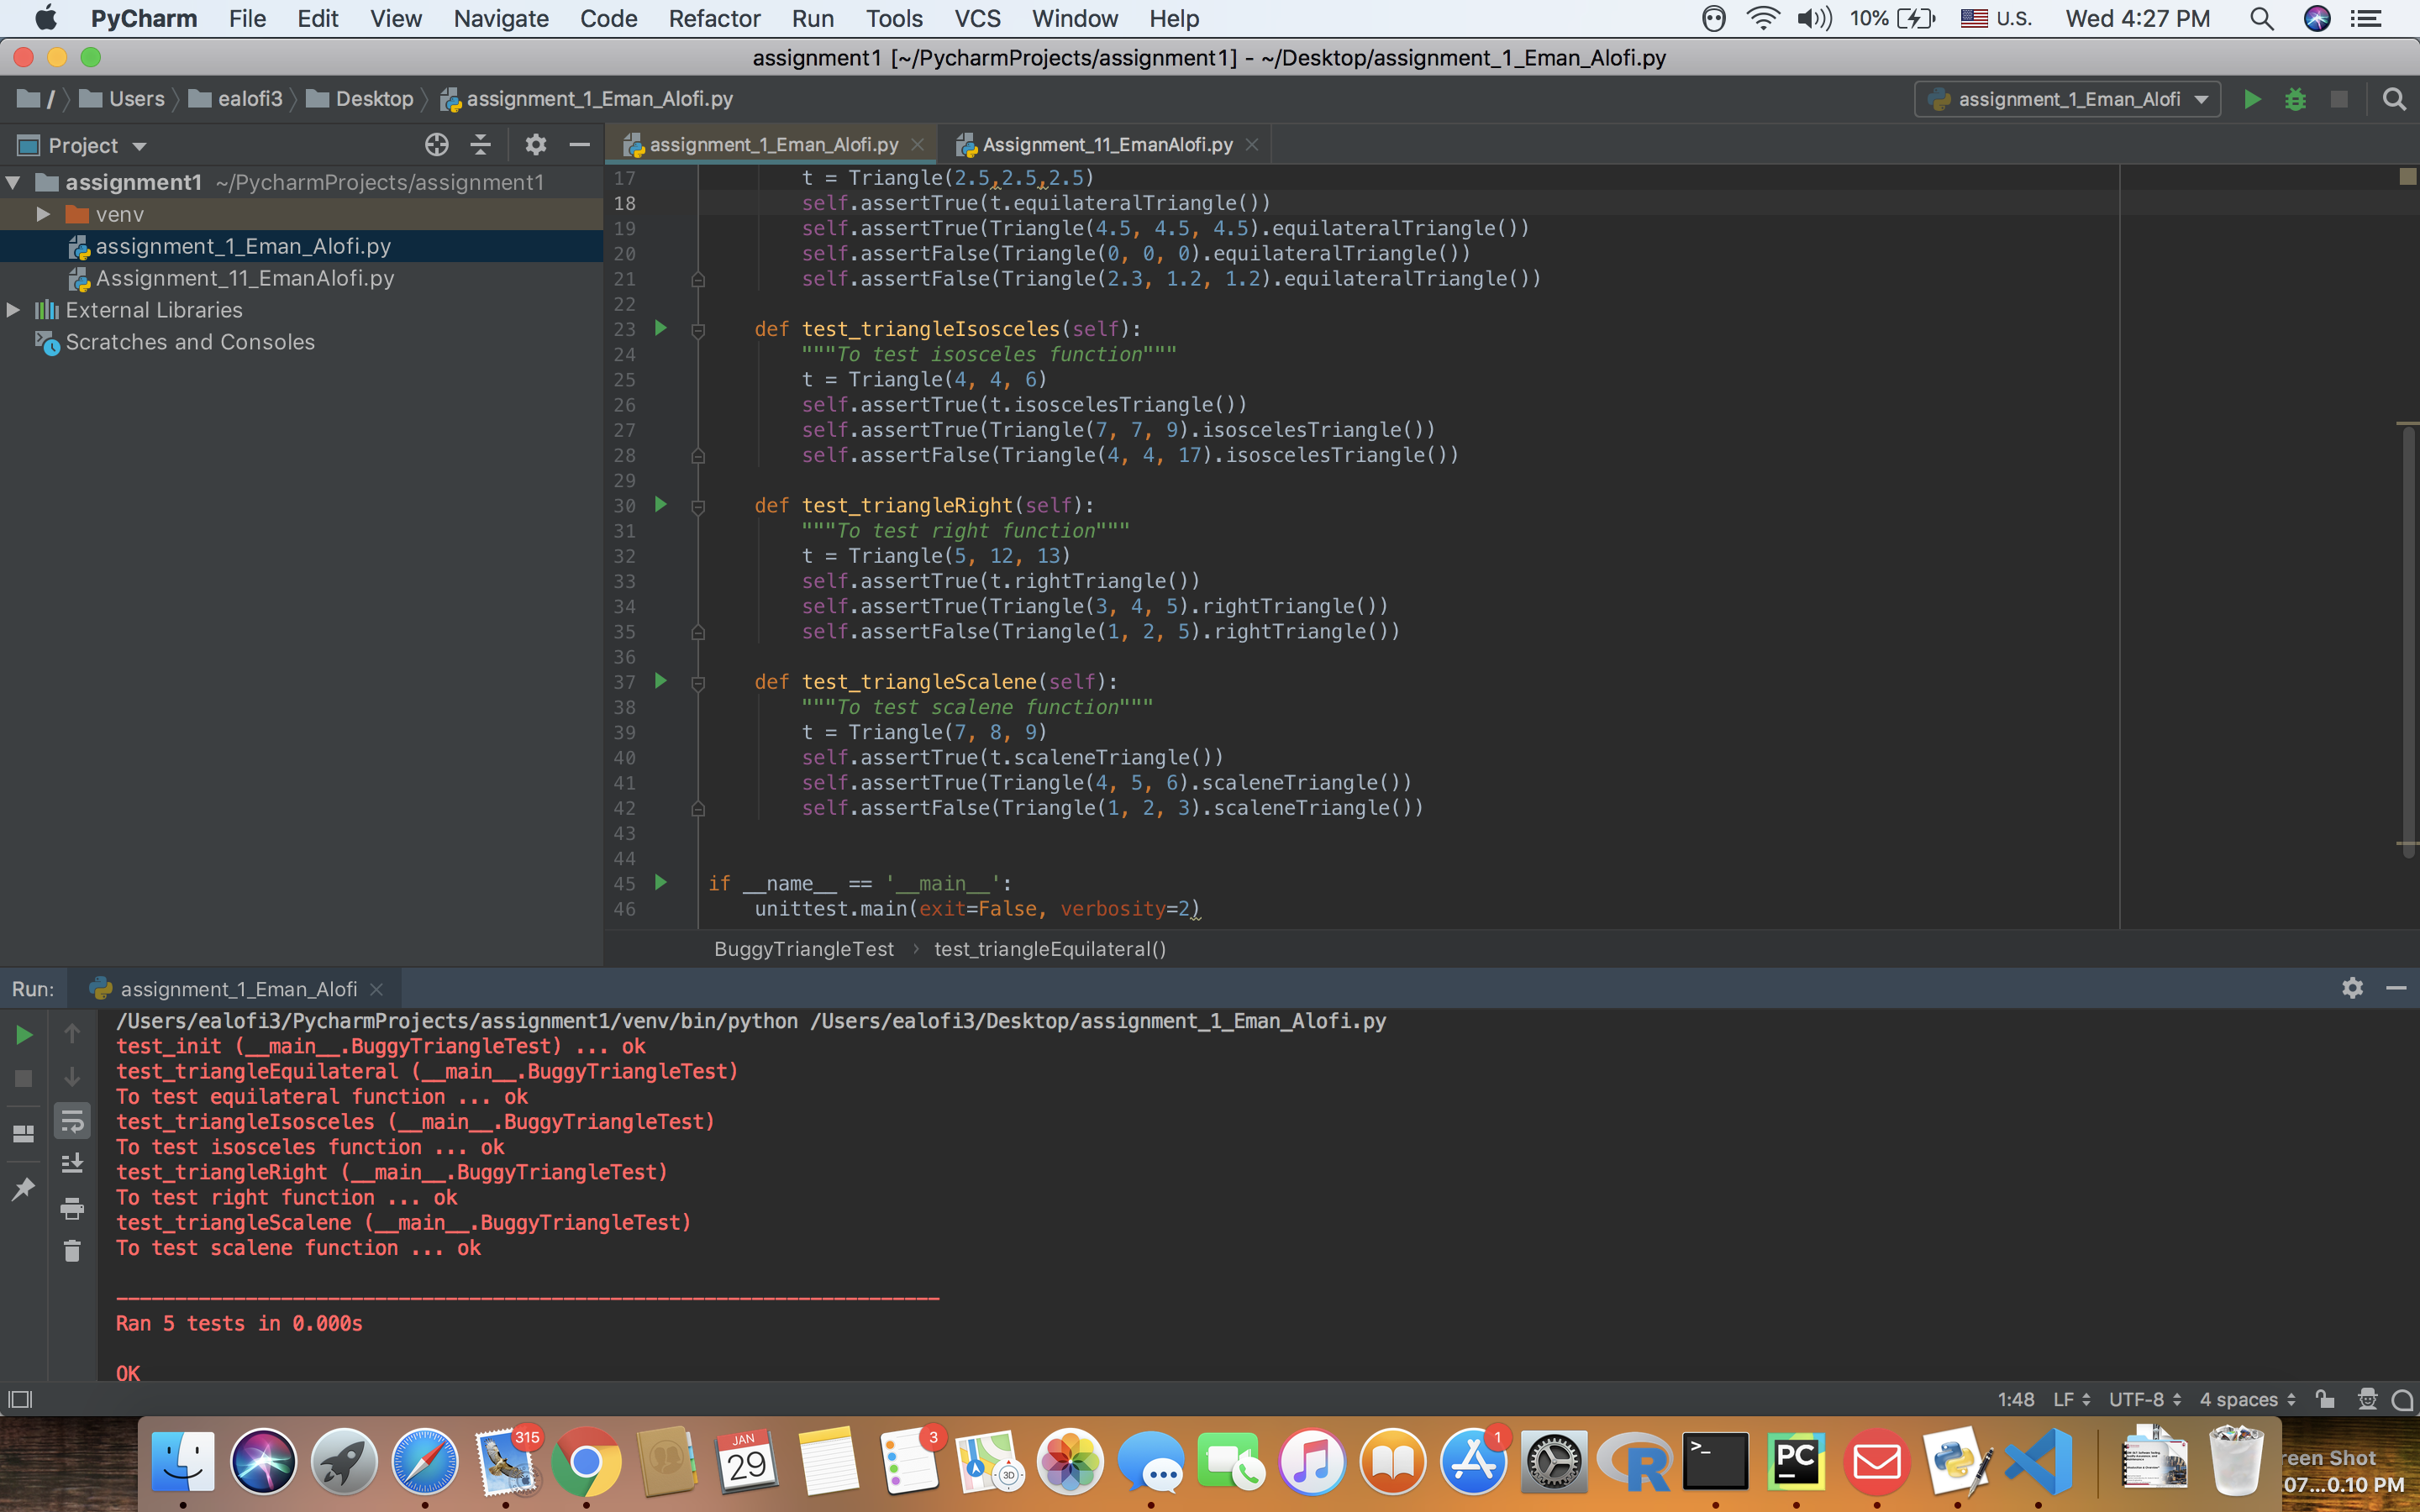 PyCharm File Edit View Navigate Code Refactor Run Tools VCS Window Help 10% U.S. Wed 4:27 PM
assignment1 [~/PycharmProjects/assignment1] - ~/Desktop/assignment_1_Eman_Alofi.py
/ Users ealofi3 Desktop assignment_1_Eman_Alofi.py assignment_1_Eman_Alofi
Project
assignment1 ~/PycharmProjects/assignment1
venv
assignment_1_Eman_Alofi.py
Assignment_11_EmanAlofi.py
External Libraries
Scratches and Consoles
assignment_1_Eman_Alofi.py Assignment_11_EmanAlofi.py
17 t = Triangle(2.5,2.5,2.5)
18 self.assertTrue(t.equilateralTriangle())
19 self.assertTrue(Triangle(4.5, 4.5, 4.5).equilateralTriangle())
20 self.assertFalse(Triangle(0, 0, 0).equilateralTriangle())
21 self.assertFalse(Triangle(2.3, 1.2, 1.2).equilateralTriangle())
22
23 def test_triangleIsosceles(self):
24 """To test isosceles function"""
25 t = Triangle(4, 4, 6)
26 self.assertTrue(t.isoscelesTriangle())
27 self.assertTrue(Triangle(7, 7, 9).isoscelesTriangle())
28 self.assertFalse(Triangle(4, 4, 17).isoscelesTriangle())
29
30 def test_triangleRight(self):
31 """To test right function"""
32 t = Triangle(5, 12, 13)
33 self.assertTrue(t.rightTriangle())
34 self.assertTrue(Triangle(3, 4, 5).rightTriangle())
35 self.assertFalse(Triangle(1, 2, 5).rightTriangle())
36
37 def test_triangleScalene(self):
38 """To test scalene function"""
39 t = Triangle(7, 8, 9)
40 self.assertTrue(t.scaleneTriangle())
41 self.assertTrue(Triangle(4, 5, 6).scaleneTriangle())
42 self.assertFalse(Triangle(1, 2, 3).scaleneTriangle())
43
44
45 if __name__ == '__main__':
46 unittest.main(exit=False, verbosity=2)
BuggyTriangleTest › test_triangleEquilateral()
Run: assignment_1_Eman_Alofi
/Users/ealofi3/PycharmProjects/assignment1/venv/bin/python /Users/ealofi3/Desktop/assignment_1_Eman_Alofi.py
test_init (__main__.BuggyTriangleTest) ... ok
test_triangleEquilateral (__main__.BuggyTriangleTest)
To test equilateral function ... ok
test_triangleIsosceles (__main__.BuggyTriangleTest)
To test isosceles function ... ok
test_triangleRight (__main__.BuggyTriangleTest)
To test right function ... ok
test_triangleScalene (__main__.BuggyTriangleTest)
To test scalene function ... ok
----------------------------------------------------------------------
Ran 5 tests in 0.000s
OK
1:48 LF UTF-8 4 spaces
315 JAN 29 3 3D 1 R >_ PC
reen Shot
07...0.10 PM